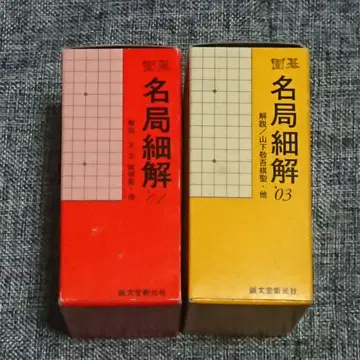 囲碁
名局細解
誠文堂新光社
囲碁
名局細解
'03
解説/山下敬吾棋聖・他
誠文堂新光社